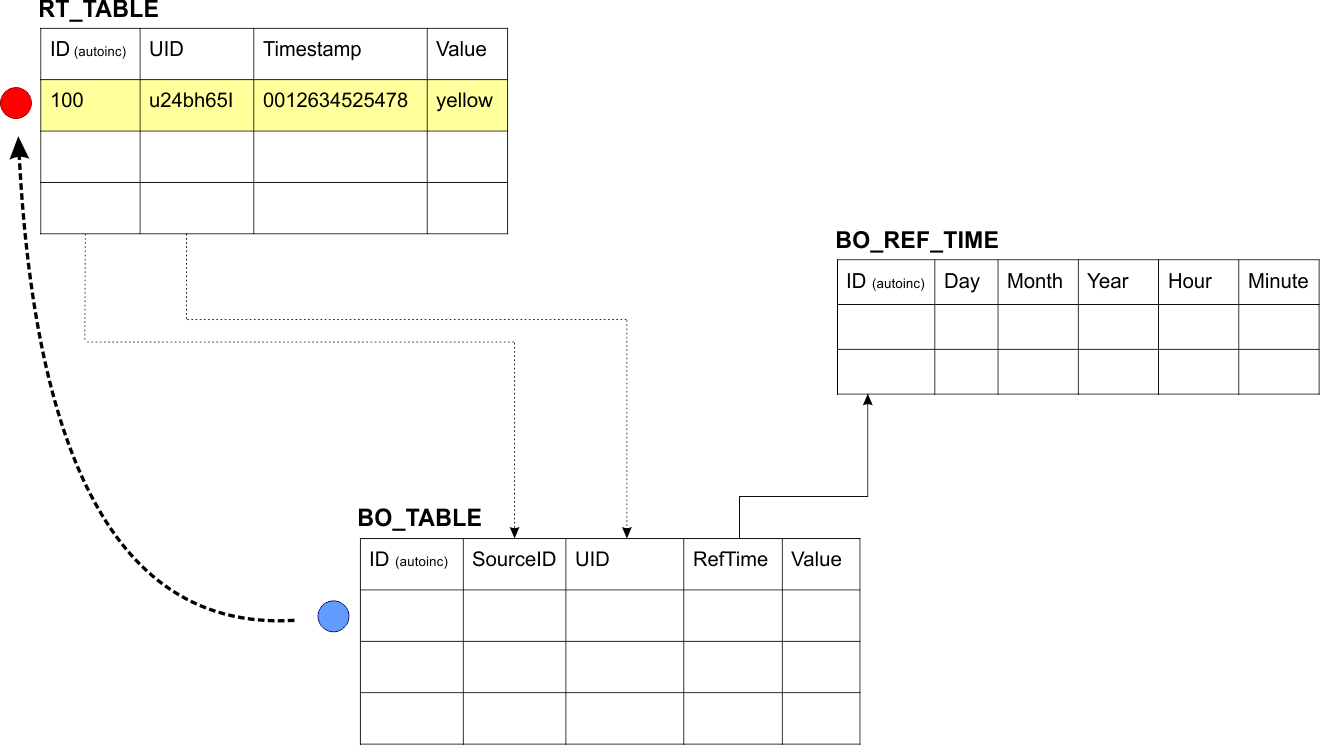 RT_TABLE
ID (autoinc) UID Timestamp Value
100 u24bh65I 0012634525478 yellow
BO_REF_TIME
ID (autoinc) Day Month Year Hour Minute
BO_TABLE
ID (autoinc) SourceID UID RefTime Value